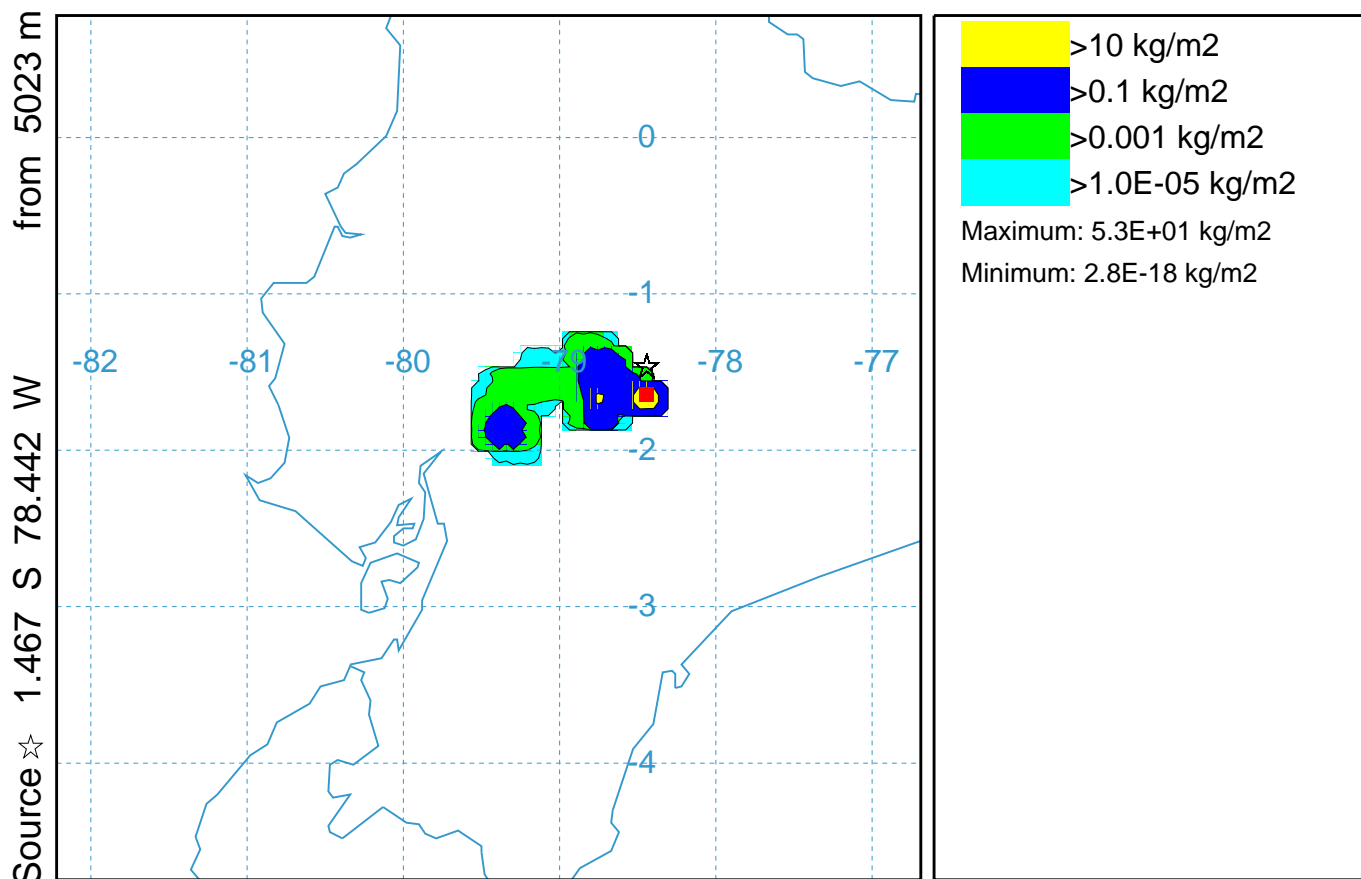 Source ☆ 1.467 S 78.442 W from 5023 m
0
-1
-82 -81 -80 -79 -78 -77
-2
-3
-4
>10 kg/m2
>0.1 kg/m2
>0.001 kg/m2
>1.0E-05 kg/m2
Maximum: 5.3E+01 kg/m2
Minimum: 2.8E-18 kg/m2